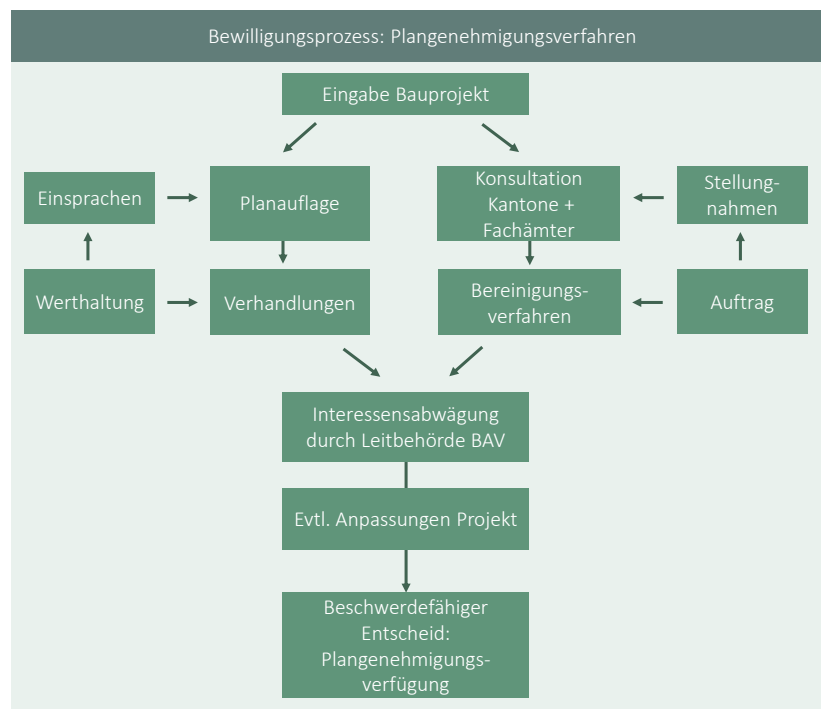 Bewilligungsprozess: Plangenehmigungsverfahren
Eingabe Bauprojekt
Einsprachen
Planauflage
Konsultation
Kantone +
Fachämter
Stellung-
nahmen
Werthaltung
Verhandlungen
Bereinigungs-
verfahren
Auftrag
Interessensabwägung
durch Leitbehörde BAV
Evtl. Anpassungen Projekt
Beschwerdefähiger
Entscheid:
Plangenehmigungs-
verfügung